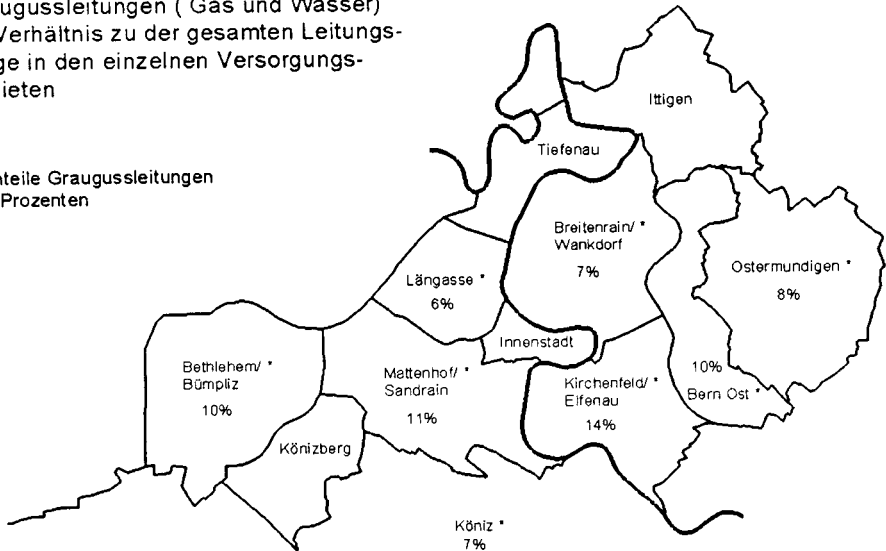 augussleitungen ( Gas und Wasser)
Verhältnis zu der gesamten Leitungs-
ge in den einzelnen Versorgungs-
ieten
nteile Graugussleitungen
Prozenten
Ittigen
Tiefenau
Breitenrain/ *
Wankdorf
7%
Ostermundigen *
8%
Längasse *
6%
Innenstadt
Bethlehem/ *
Bümpliz
10%
Mattenhof/ *
Sandrain
11%
Kirchenfeld/ *
Elfenau
14%
10%
Bern Ost *
Könizberg
Köniz *
7%